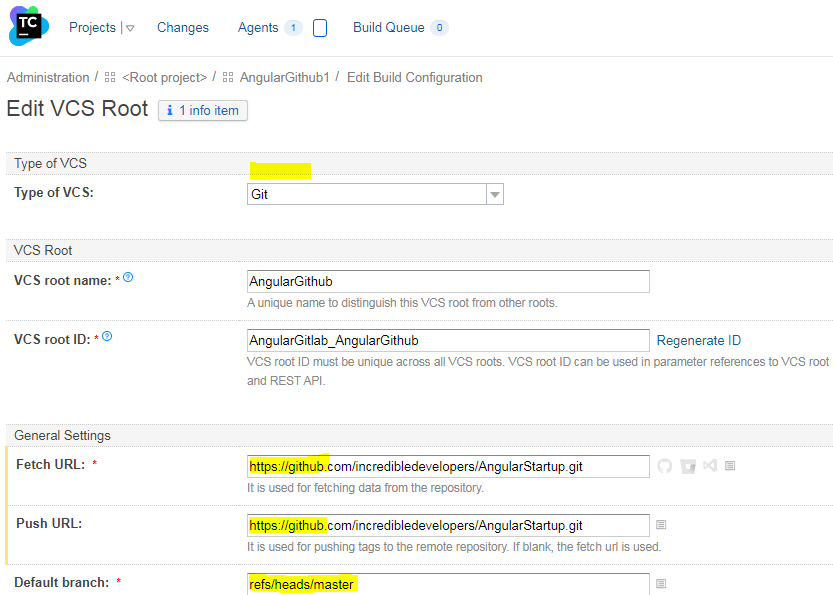 TC
Projects
Changes
Agents 1
Build Queue 0
Administration / <Root project> / AngularGithub1 / Edit Build Configuration
Edit VCS Root
i 1 info item
Type of VCS
Type of VCS:
Git
VCS Root
VCS root name: * ?
AngularGithub
A unique name to distinguish this VCS root from other roots.
VCS root ID: * ?
AngularGitlab_AngularGithub
Regenerate ID
VCS root ID must be unique across all VCS roots. VCS root ID can be used in parameter references to VCS root
and REST API.
General Settings
Fetch URL: *
https://github.com/incredibledevelopers/AngularStartup.git
It is used for fetching data from the repository.
Push URL:
https://github.com/incredibledevelopers/AngularStartup.git
It is used for pushing tags to the remote repository. If blank, the fetch url is used.
Default branch: *
refs/heads/master